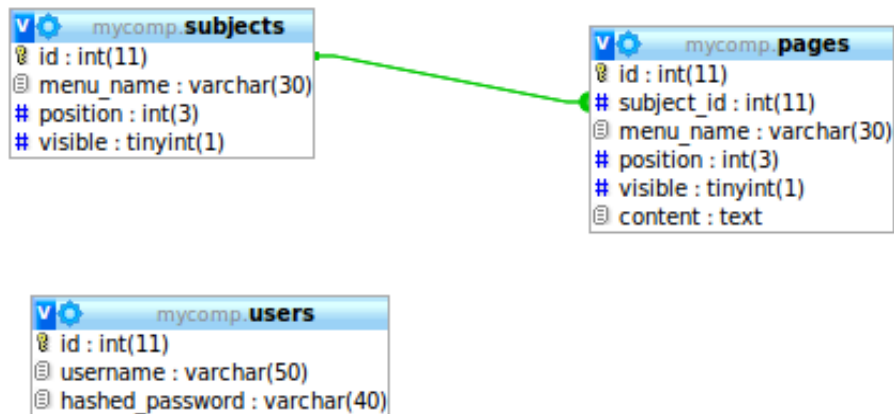 mycomp.subjects
id : int(11)
menu_name : varchar(30)
# position : int(3)
# visible : tinyint(1)
mycomp.pages
id : int(11)
# subject_id : int(11)
menu_name : varchar(30)
# position : int(3)
# visible : tinyint(1)
content : text
mycomp.users
id : int(11)
username : varchar(50)
hashed_password : varchar(40)